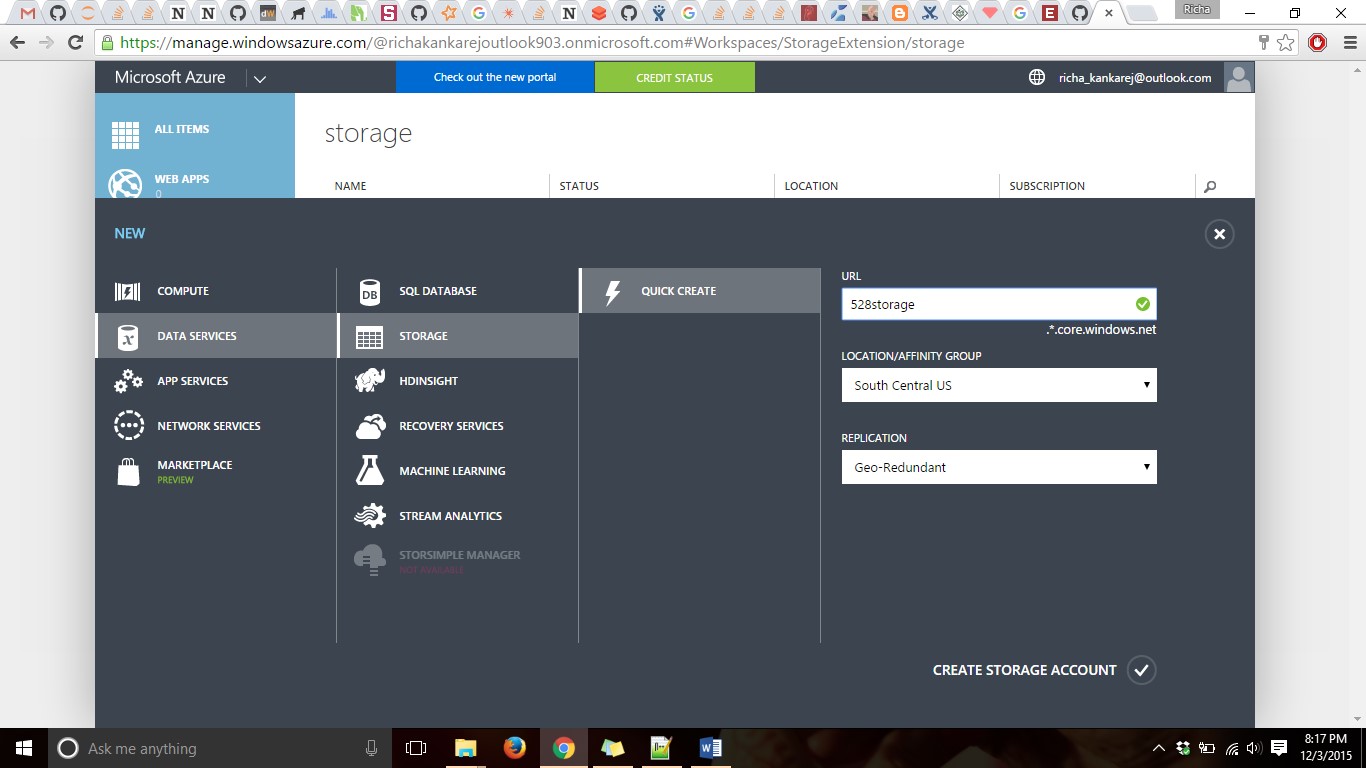 Richa
https://manage.windowsazure.com/@richakankarejoutlook903.onmicrosoft.com#Workspaces/StorageExtension/storage
Microsoft Azure
Check out the new portal
CREDIT STATUS
richa_kankarej@outlook.com
ALL ITEMS
WEB APPS
0
storage
NAME
STATUS
LOCATION
SUBSCRIPTION
NEW
COMPUTE
DATA SERVICES
APP SERVICES
NETWORK SERVICES
MARKETPLACE
PREVIEW
DB
SQL DATABASE
STORAGE
HDINSIGHT
RECOVERY SERVICES
MACHINE LEARNING
STREAM ANALYTICS
STORSIMPLE MANAGER
NOT AVAILABLE
QUICK CREATE
URL
528storage
.*.core.windows.net
LOCATION/AFFINITY GROUP
South Central US
REPLICATION
Geo-Redundant
CREATE STORAGE ACCOUNT
Ask me anything
8:17 PM
12/3/2015